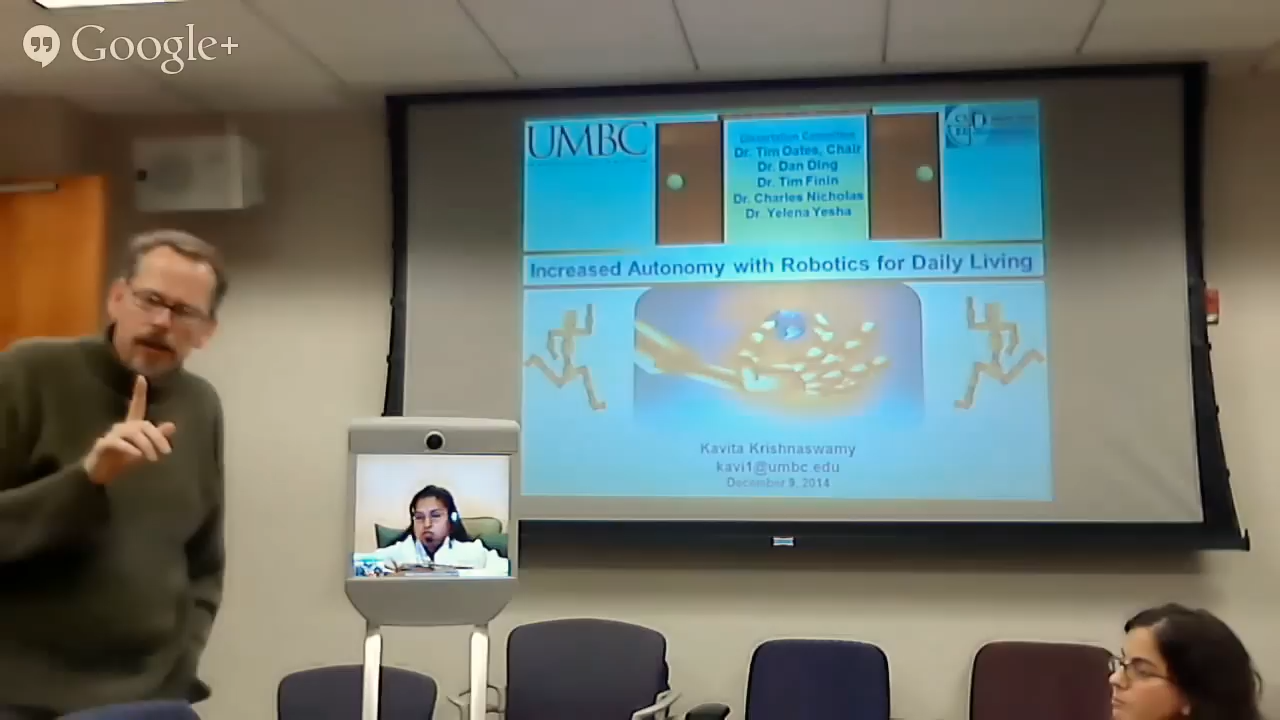 Google+
UMBC
Dissertation Committee
Dr. Tim Oates, Chair
Dr. Dan Ding
Dr. Tim Finin
Dr. Charles Nicholas
Dr. Yelena Yesha
Increased Autonomy with Robotics for Daily Living
Kavita Krishnaswamy
kavi1@umbc.edu
December 9, 2014